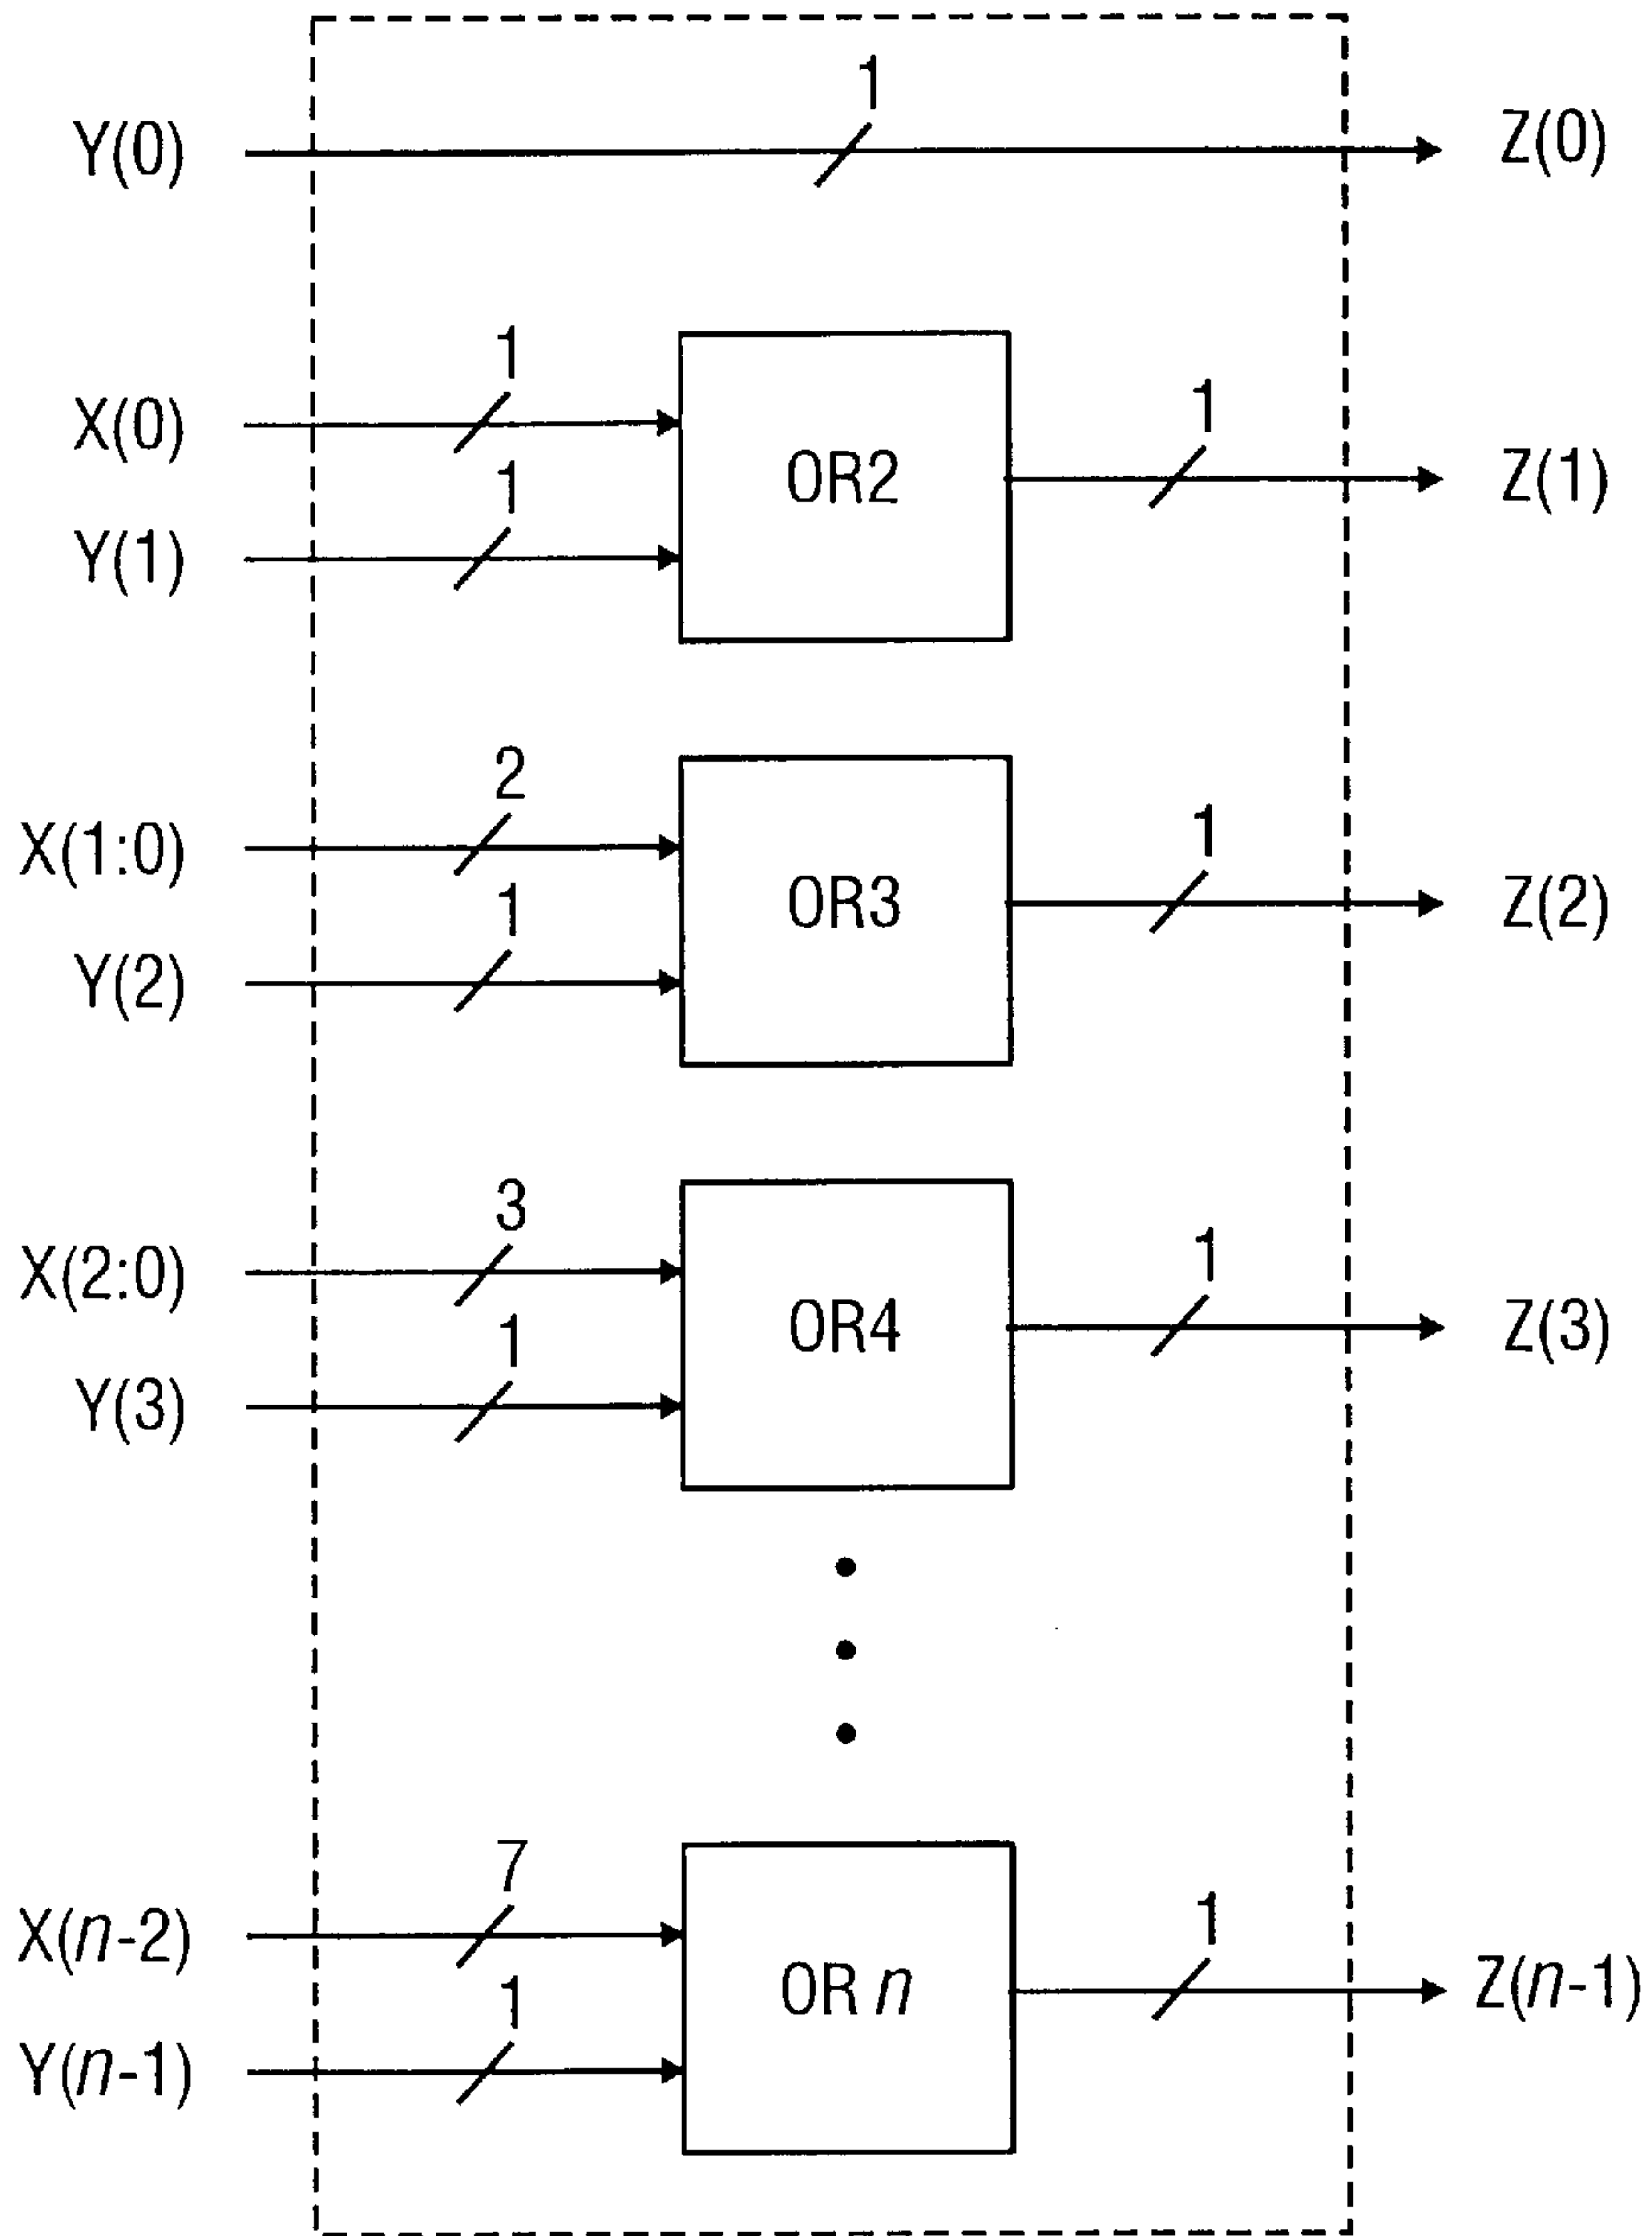 1
Y(0)
Z(0)
1
X(0)
1
OR2
1
Z(1)
Y(1)
2
X(1:0)
1
OR3
1
Z(2)
Y(2)
3
X(2:0)
1
OR4
1
Z(3)
Y(3)
7
X(n-2)
1
OR n
1
Z(n-1)
Y(n-1)